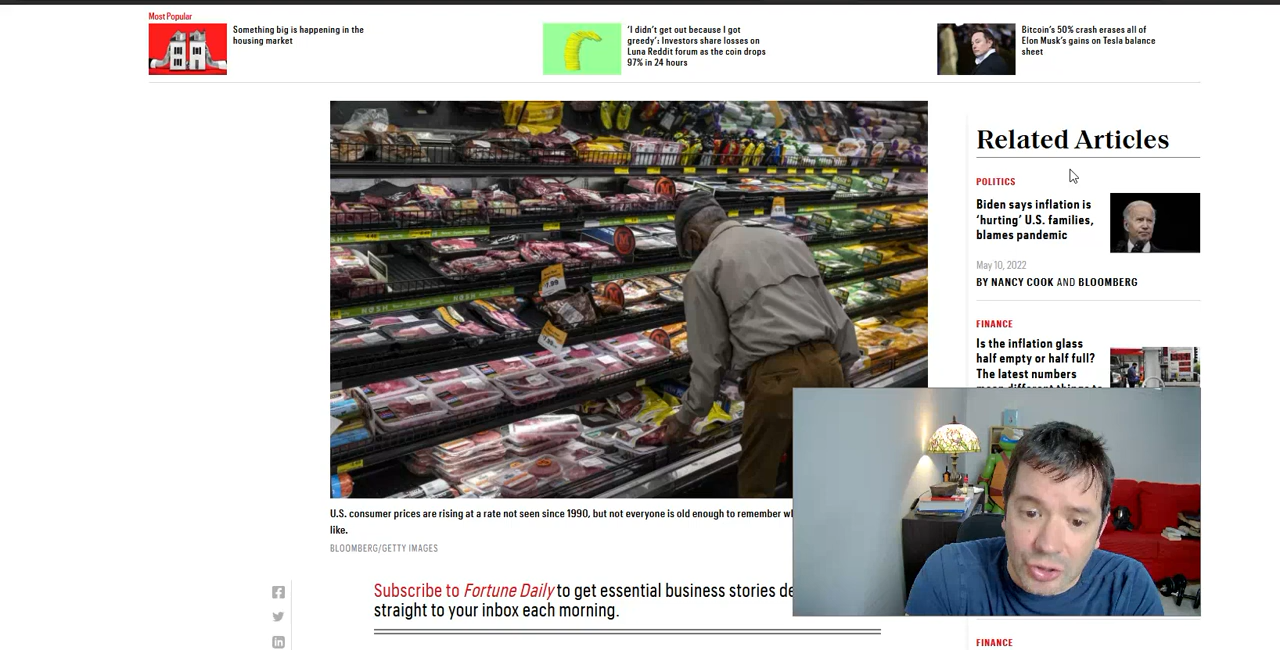 Most Popular
Something big is happening in the
housing market
'I didn't get out because I got
greedy': Investors share losses on
Luna Reddit forum as the coin drops
97% in 24 hours
Bitcoin's 50% crash erases all of
Elon Musk's gains on Tesla balance
sheet
7.99
U.S. consumer prices are rising at a rate not seen since 1990, but not everyone is old enough to remember
like.
BLOOMBERG/GETTY IMAGES
Subscribe to Fortune Daily to get essential business stories
straight to your inbox each morning.
Related Articles
POLITICS
Biden says inflation is
'hurting' U.S. families,
blames pandemic
May 10, 2022
BY NANCY COOK AND BLOOMBERG
FINANCE
Is the inflation glass
half empty or half full?
The latest numbers
mean different things to
FINANCE